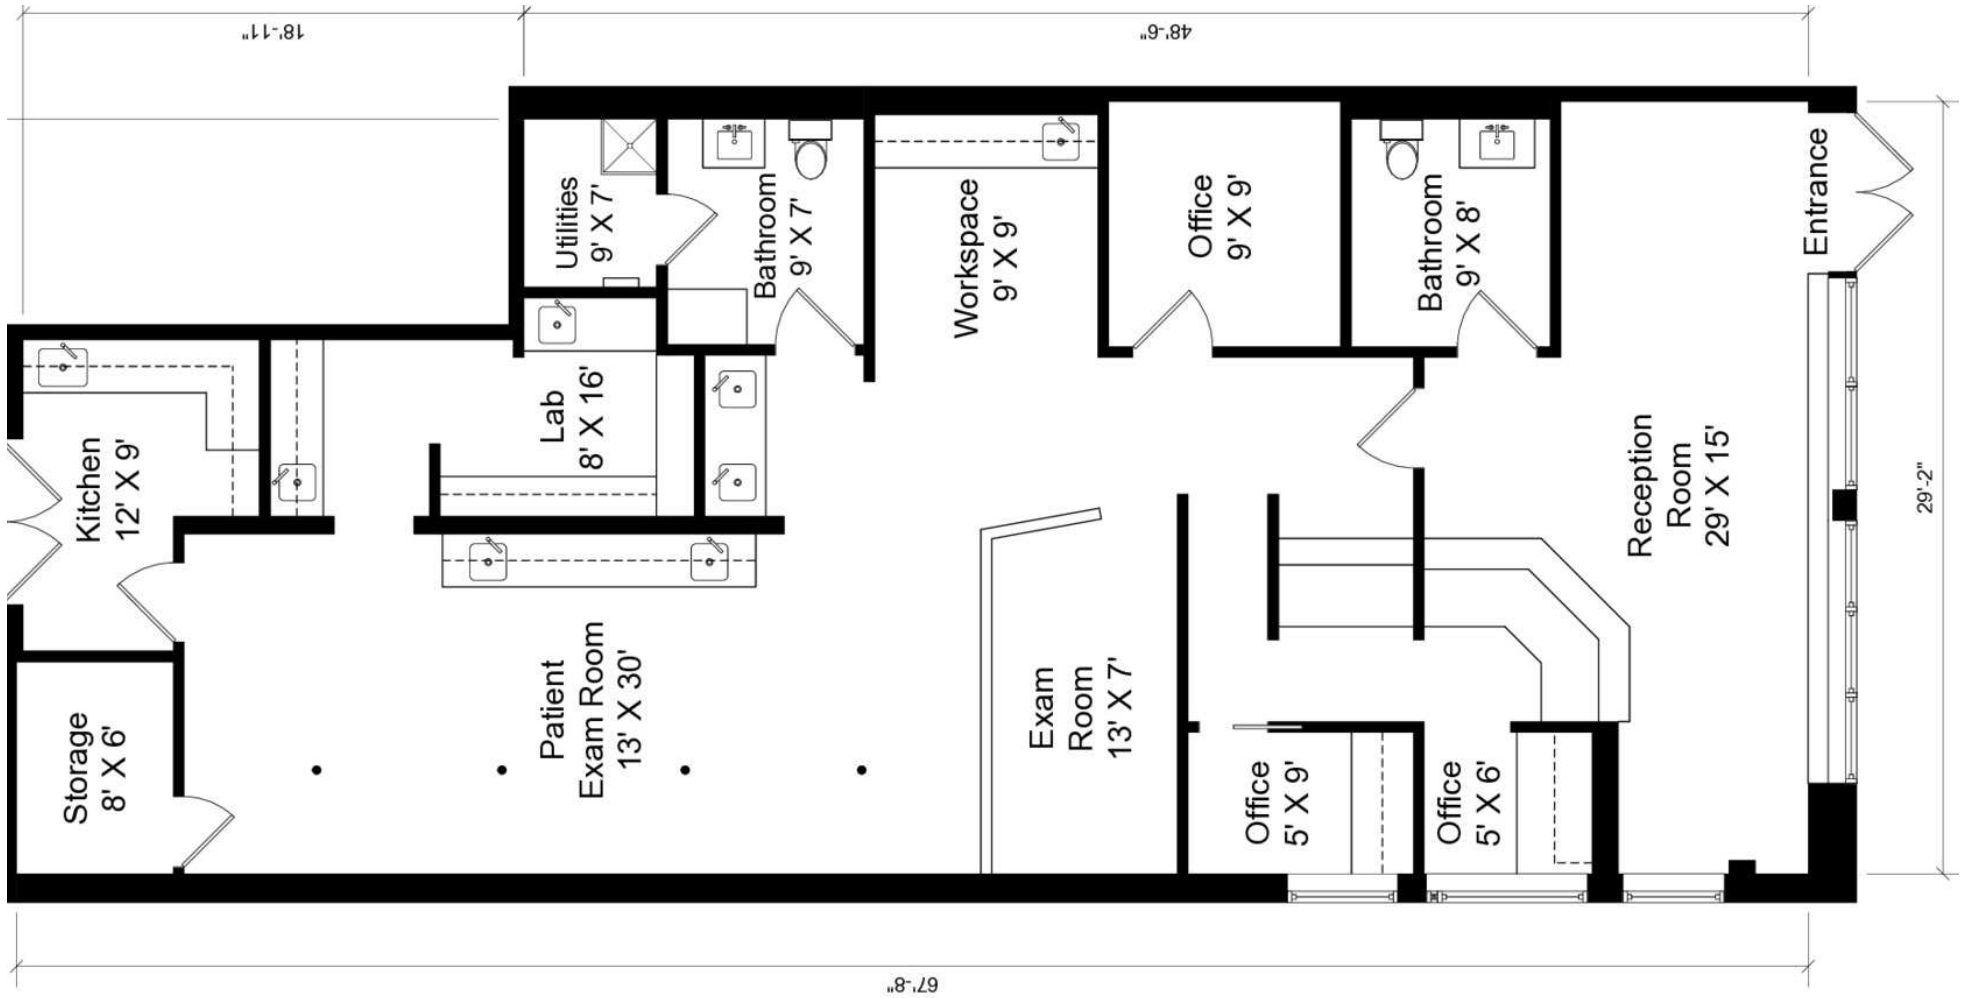 18'-11"
48'-6"
Utilities
9' X 7'
Bathroom
9' X 7'
Workspace
9' X 9'
Office
9' X 9'
Bathroom
9' X 8'
Entrance
Kitchen
12' X 9'
Lab
8' X 16'
Reception
Room
29' X 15'
29'-2"
Storage
8' X 6'
Patient
Exam Room
13' X 30'
Exam
Room
13' X 7'
Office
5' X 9'
Office
5' X 6'
67'-8"